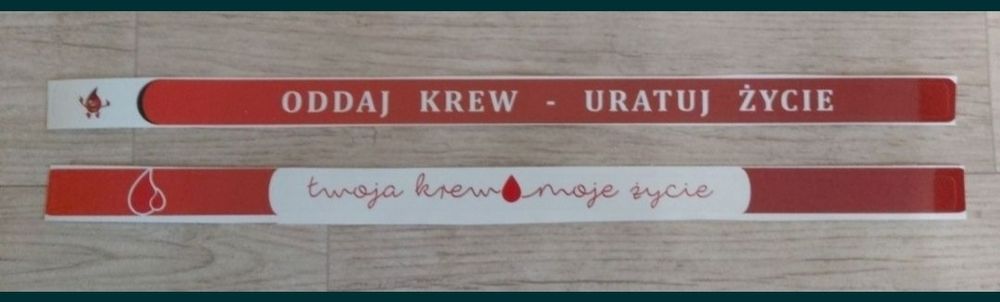 ODDAJ KREW - URATUJ ŻYCIE
twoja krew moje życie